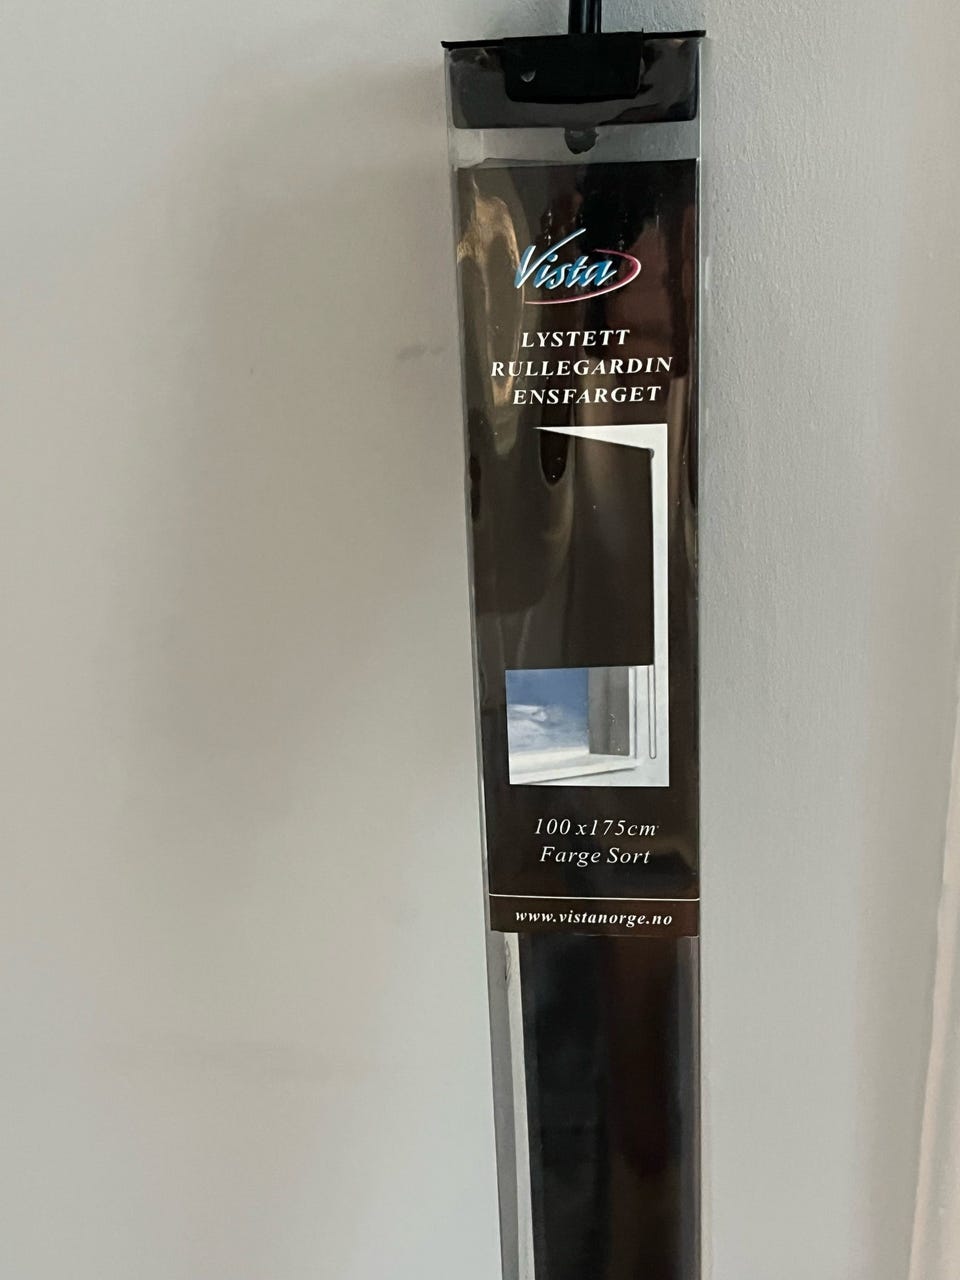 Vista
LYSTETT
RULLEGARDIN
ENSFARGET
100 x175cm
Farge Sort
www.vistanorge.no